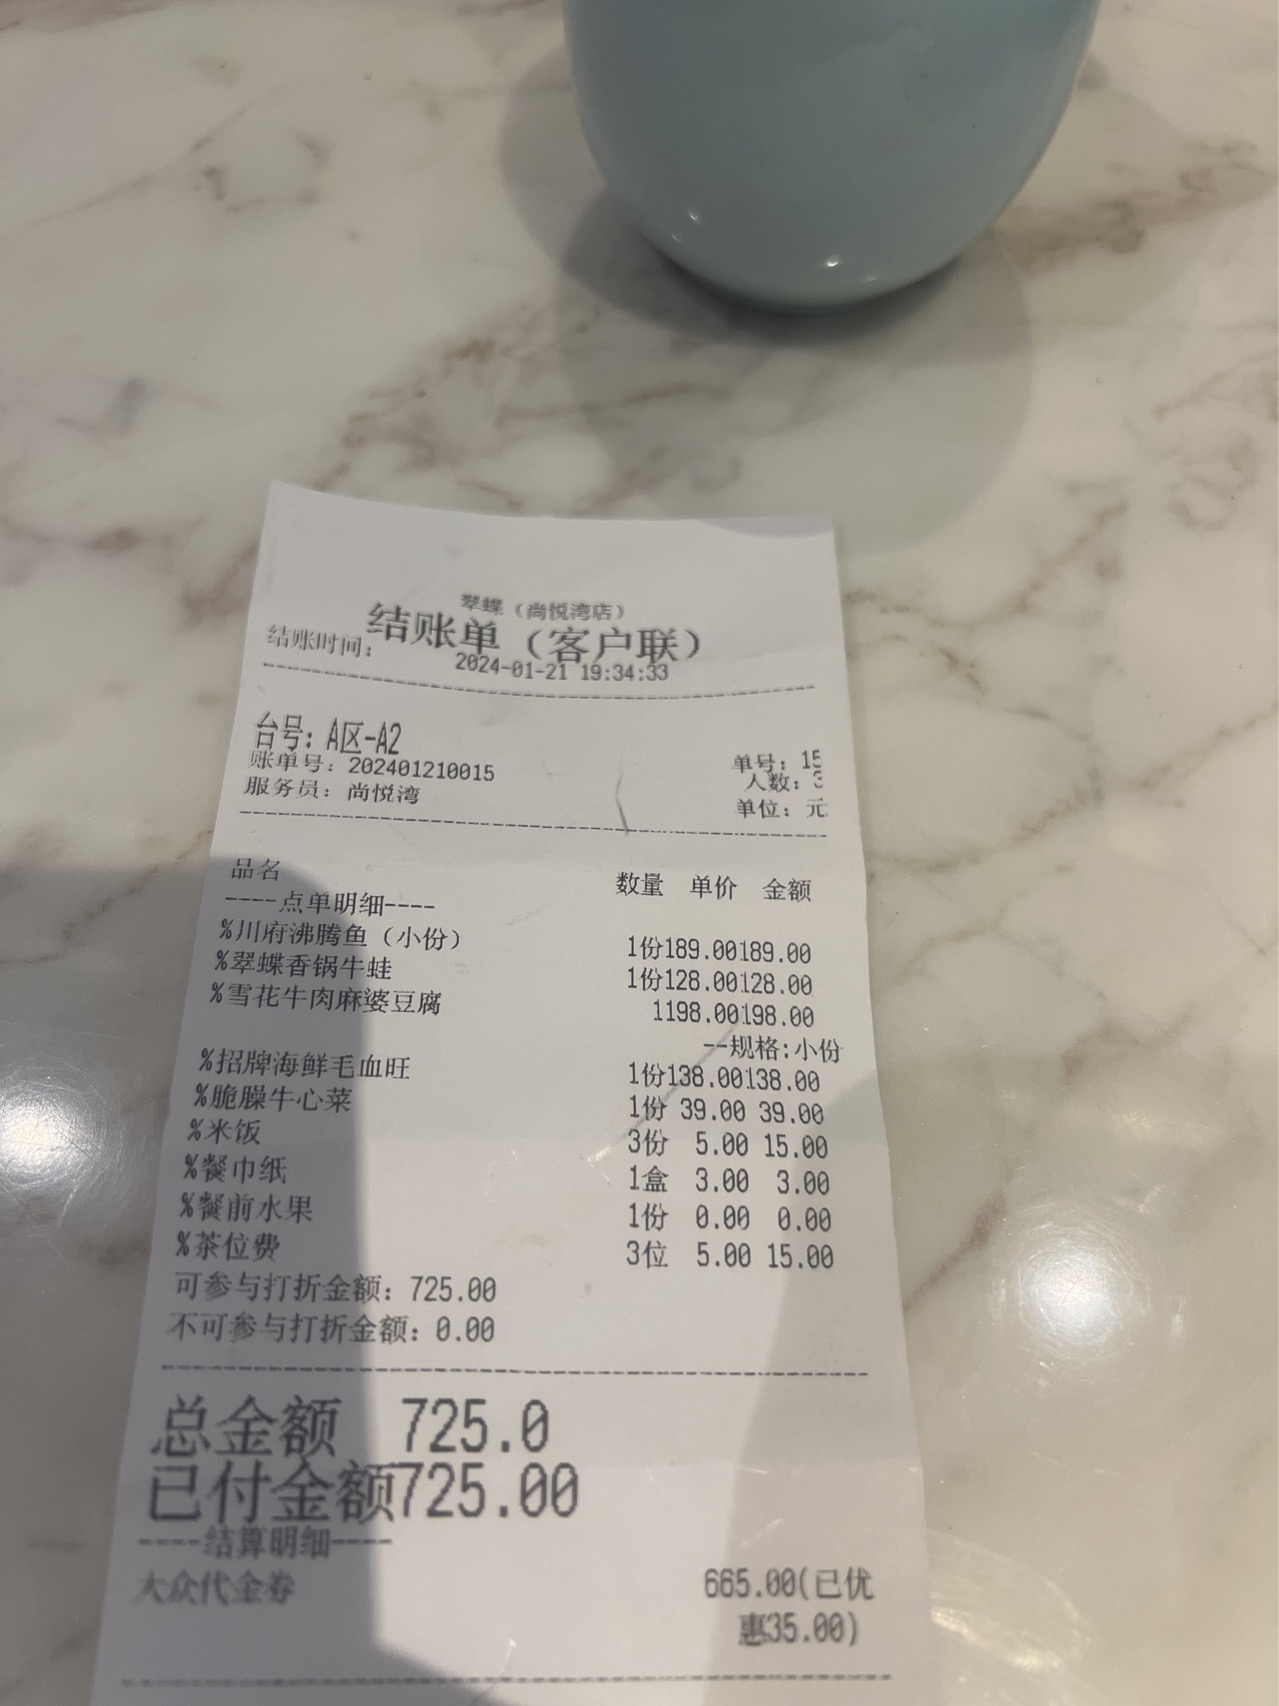 翠蝶（尚悦湾店）
结账单（客户联）
结账时间： 2024-01-21 19:34:33
台号：A区-A2
账单号：202401210015 单号：15
服务员：尚悦湾 人数：3
单位：元
品名 数量 单价 金额
----点单明细----
%川府沸腾鱼（小份） 1份189.00189.00
%翠蝶香锅牛蛙 1份128.00128.00
%雪花牛肉麻婆豆腐 1198.00198.00
--规格:小份
%招牌海鲜毛血旺 1份138.00138.00
%脆臊牛心菜 1份 39.00 39.00
%米饭 3份 5.00 15.00
%餐巾纸 1盒 3.00 3.00
%餐前水果 1份 0.00 0.00
%茶位费 3位 5.00 15.00
可参与打折金额：725.00
不可参与打折金额：0.00
总金额 725.0
已付金额725.00
----结算明细----
大众代金券 665.00(已优
惠35.00)